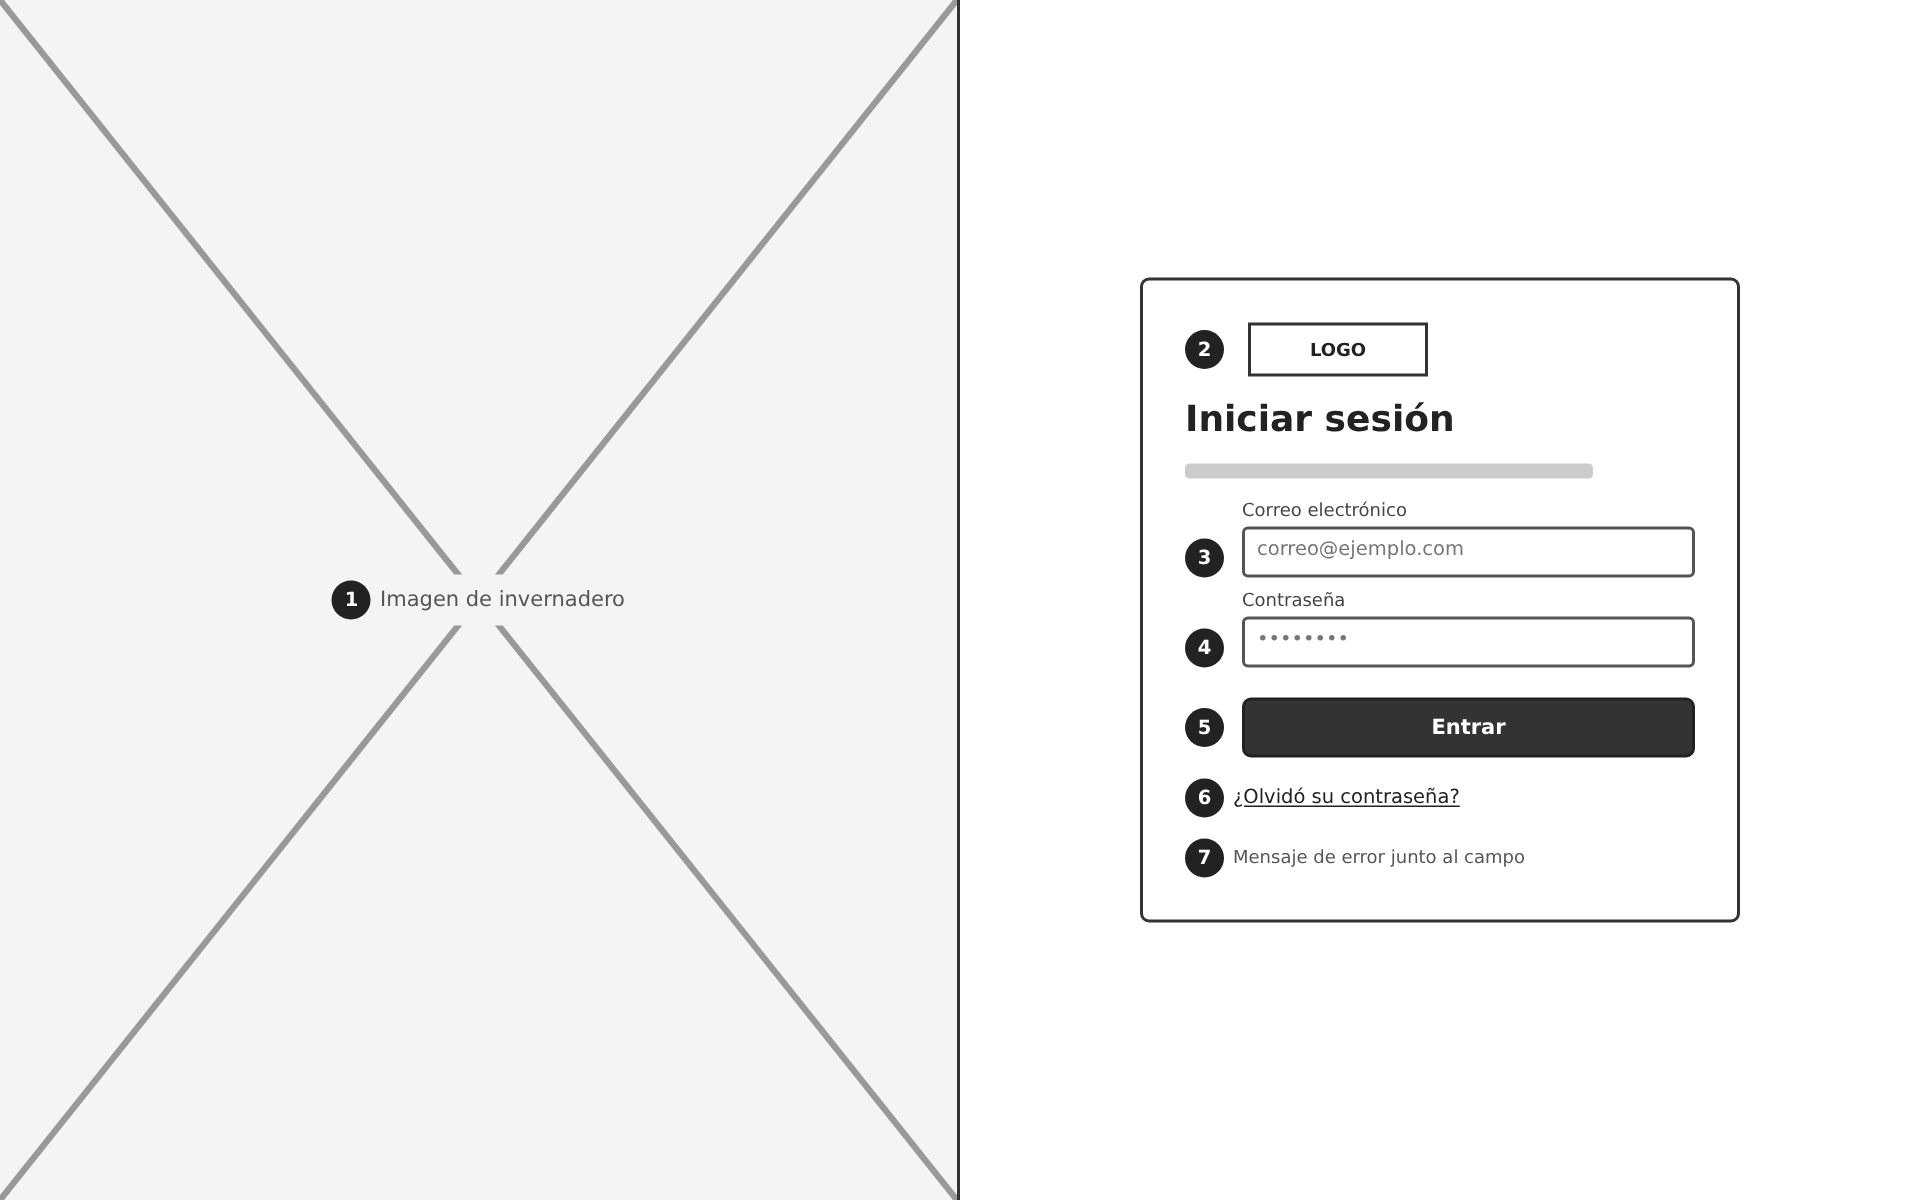 1 Imagen de invernadero
2 LOGO
Iniciar sesión
Correo electrónico
3 correo@ejemplo.com
Contraseña
4 ••••••••
5 Entrar
6 ¿Olvidó su contraseña?
7 Mensaje de error junto al campo